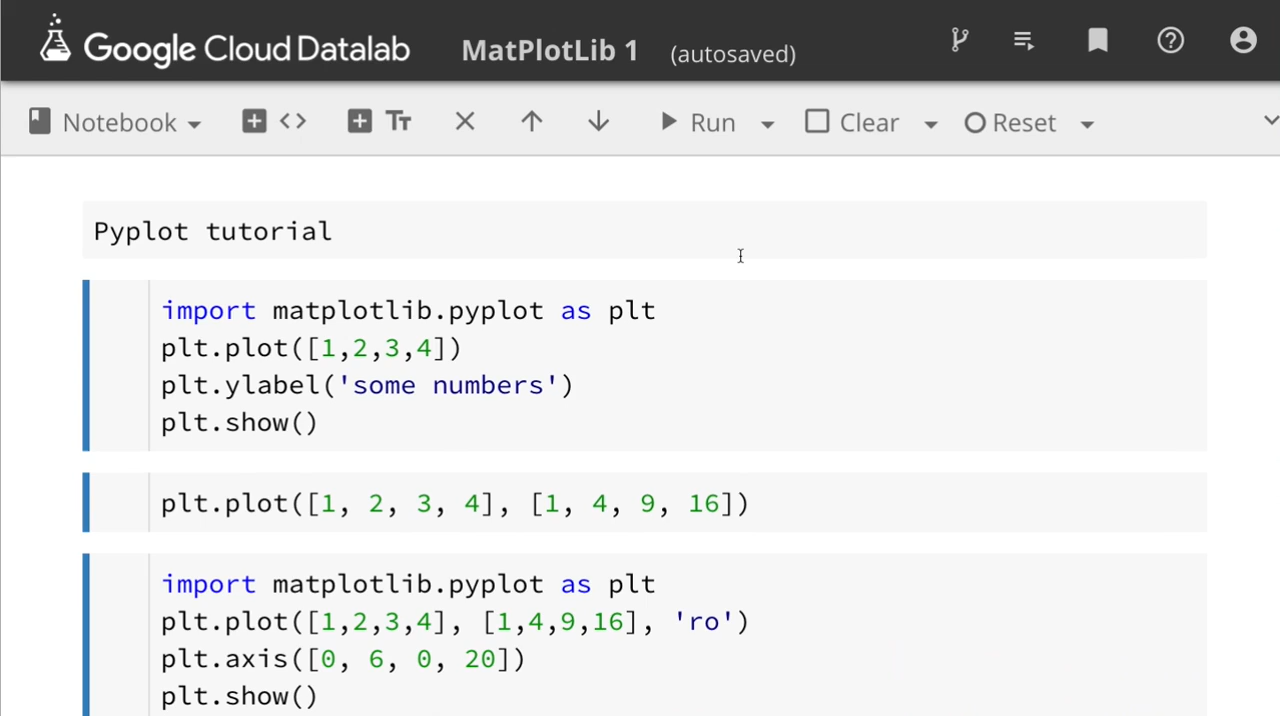 Google Cloud Datalab MatPlotLib 1 (autosaved)
Notebook Run Clear Reset
Pyplot tutorial
import matplotlib.pyplot as plt
plt.plot([1,2,3,4])
plt.ylabel('some numbers')
plt.show()
plt.plot([1, 2, 3, 4], [1, 4, 9, 16])
import matplotlib.pyplot as plt
plt.plot([1,2,3,4], [1,4,9,16], 'ro')
plt.axis([0, 6, 0, 20])
plt.show()